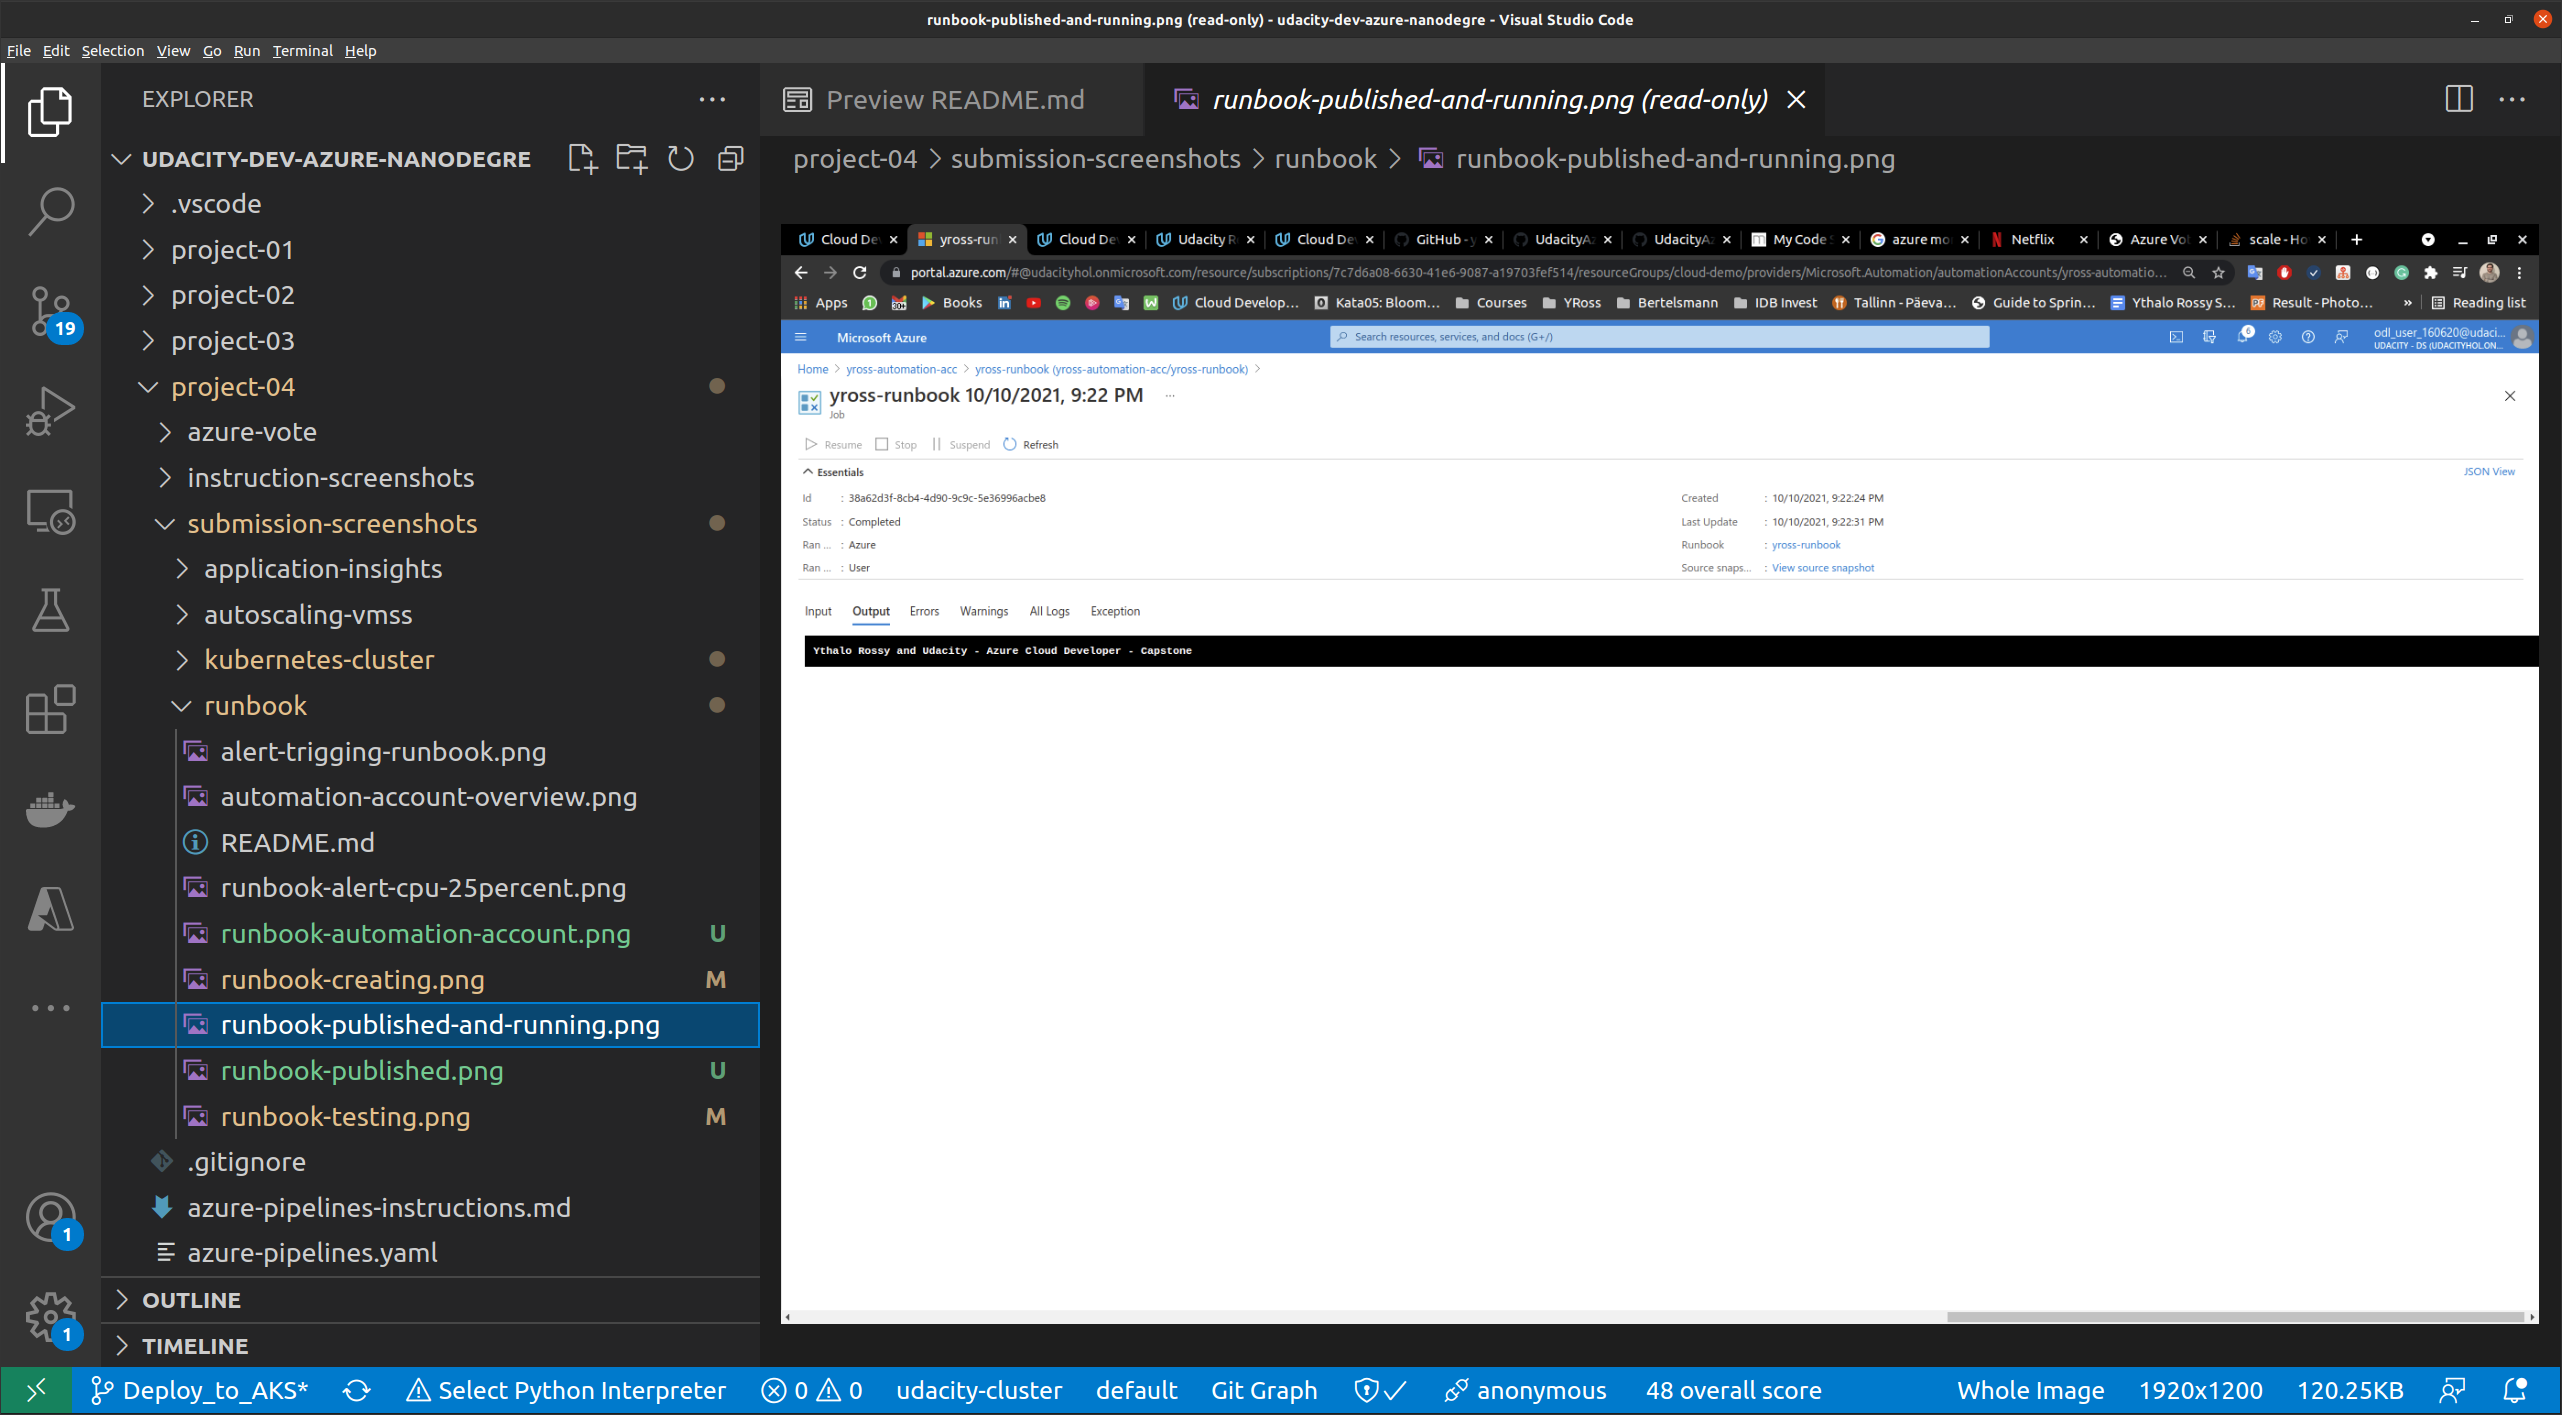 runbook-published-and-running.png (read-only) - udacity-dev-azure-nanodegre - Visual Studio Code
File Edit Selection View Go Run Terminal Help
EXPLORER
UDACITY-DEV-AZURE-NANODEGRE
.vscode
project-01
project-02
project-03
project-04
azure-vote
instruction-screenshots
submission-screenshots
application-insights
autoscaling-vmss
kubernetes-cluster
runbook
alert-trigging-runbook.png
automation-account-overview.png
README.md
runbook-alert-cpu-25percent.png
runbook-automation-account.png U
runbook-creating.png M
runbook-published-and-running.png
runbook-published.png U
runbook-testing.png M
.gitignore
azure-pipelines-instructions.md
azure-pipelines.yaml
OUTLINE
TIMELINE
19
1
1
Preview README.md
runbook-published-and-running.png (read-only)
project-04 > submission-screenshots > runbook > runbook-published-and-running.png
Cloud De yross-run Cloud De Udacity R Cloud De GitHub - y UdacityAz UdacityAz My Code S azure mo Netflix Azure Vot scale - Ho
portal.azure.com/#@udacityhol.onmicrosoft.com/resource/subscriptions/7c7d6a08-6630-41e6-9087-a19703fef514/resourceGroups/cloud-demo/providers/Microsoft.Automation/automationAccounts/yross-automatio...
Apps Books Cloud Develop... Kata05: Bloom... Courses YRoss Bertelsmann IDB Invest Tallinn - Päeva... Guide to Sprin... Ythalo Rossy S... Result - Photo... » Reading list
Microsoft Azure
Search resources, services, and docs (G+/)
6
odl_user_160620@udaci...
UDACITY - DS (UDACITYHOL.ON...
Home > yross-automation-acc > yross-runbook (yross-automation-acc/yross-runbook) >
yross-runbook 10/10/2021, 9:22 PM ...
Job
Resume Stop Suspend Refresh
Essentials
JSON View
Id : 38a62d3f-8cb4-4d90-9c9c-5e36996acbe8
Status : Completed
Ran ... : Azure
Ran ... : User
Created : 10/10/2021, 9:22:24 PM
Last Update : 10/10/2021, 9:22:31 PM
Runbook : yross-runbook
Source snaps... : View source snapshot
Input Output Errors Warnings All Logs Exception
Ythalo Rossy and Udacity - Azure Cloud Developer - Capstone
Deploy_to_AKS* Select Python Interpreter 0 0 udacity-cluster default Git Graph anonymous 48 overall score Whole Image 1920x1200 120.25KB